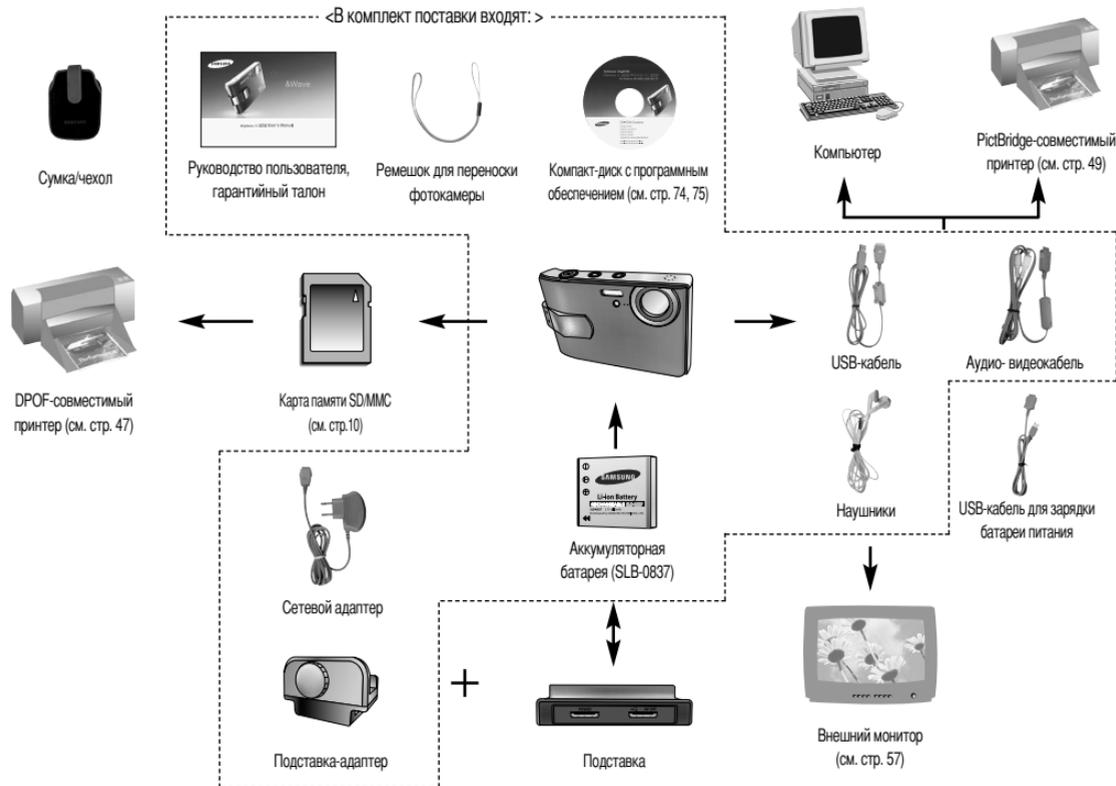 <В комплект поставки входят: >
SAMSUNG
&Wave
Руководство пользователя,
гарантийный талон
Ремешок для переноски
фотокамеры
Компакт-диск с программным
обеспечением (см. стр. 74, 75)
Компьютер
PictBridge-совместимый
принтер (см. стр. 49)
Сумка/чехол
DPOF-совместимый
принтер (см. стр. 47)
Карта памяти SD/MMC
(см. стр.10)
USB-кабель
Аудио- видеокабель
SAMSUNG
Li-ion Battery
Аккумуляторная
батарея (SLB-0837)
Наушники
USB-кабель для зарядки
батареи питания
Сетевой адаптер
Подставка-адаптер
+
Подставка
Внешний монитор
(см. стр. 57)